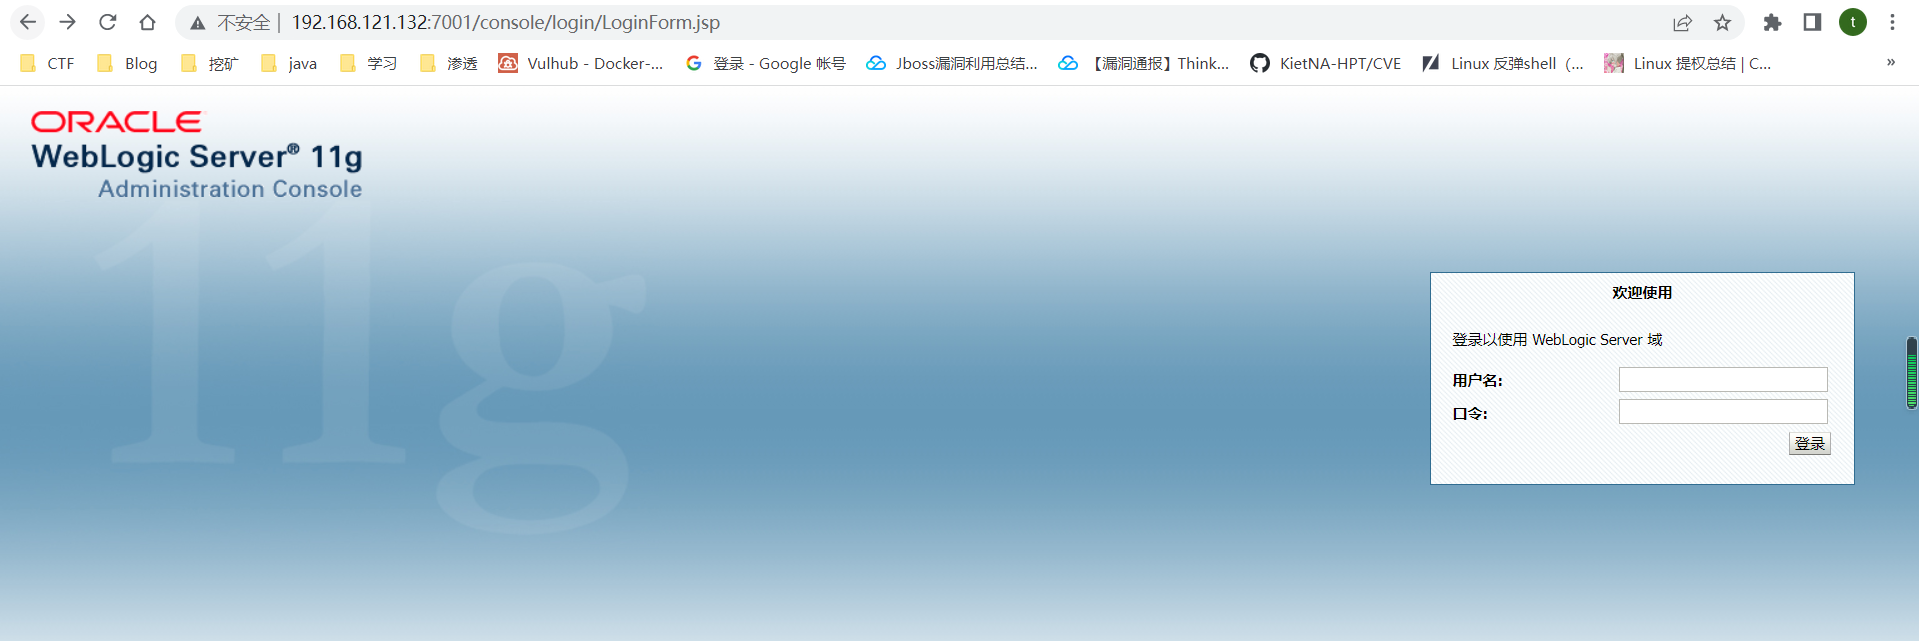 不安全 | 192.168.121.132:7001/console/login/LoginForm.jsp
t
CTF Blog 挖矿 java 学习 渗透 Vulhub - Docker-... 登录 - Google 帐号 Jboss漏洞利用总结... 【漏洞通报】Think... KietNA-HPT/CVE Linux 反弹shell（... Linux 提权总结 | C... »
ORACLE
WebLogic Server® 11g
Administration Console
11g
欢迎使用
登录以使用 WebLogic Server 域
用户名:
口令:
登录